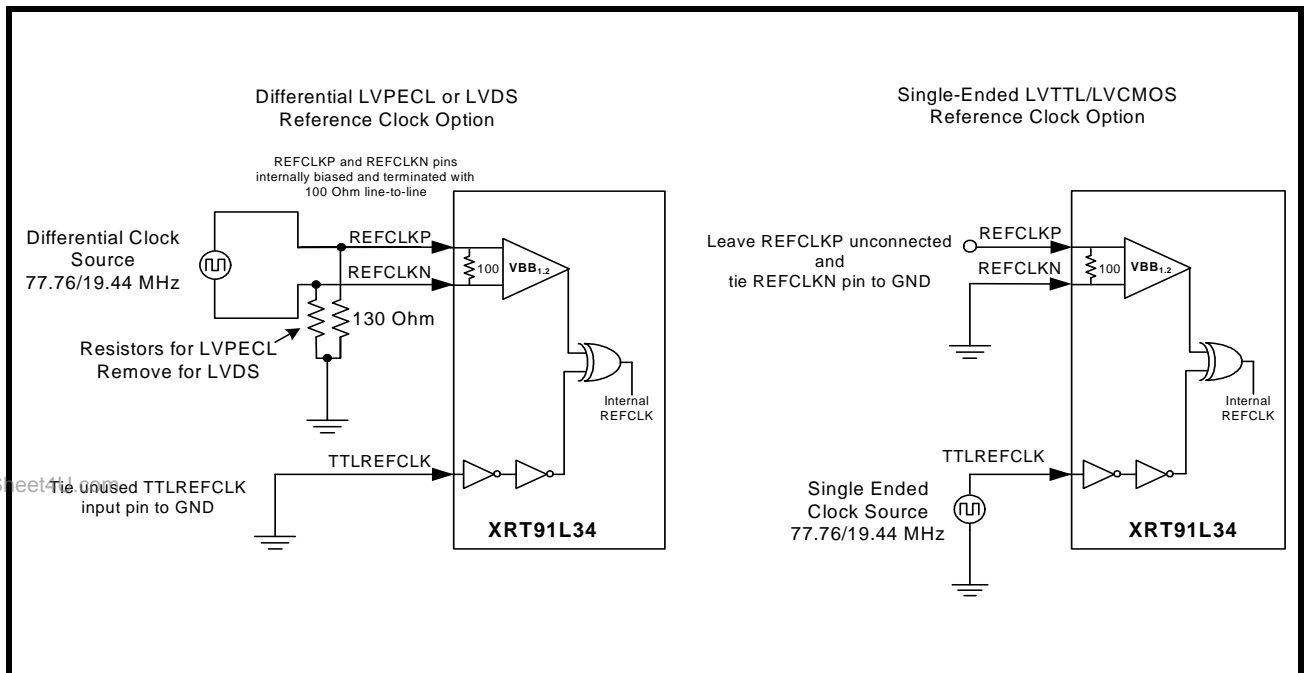 Differential LVPECL or LVDS
Reference Clock Option
REFCLKP and REFCLKN pins
internally biased and terminated with
100 Ohm line-to-line
Differential Clock
Source
77.76/19.44 MHz
REFCLKP
REFCLKN
100
VBB1.2
130 Ohm
Resistors for LVPECL
Remove for LVDS
Internal
REFCLK
TTLREFCLK
Tie unused TTLREFCLK
input pin to GND
XRT91L34
Single-Ended LVTTL/LVCMOS
Reference Clock Option
Leave REFCLKP unconnected
and
tie REFCLKN pin to GND
REFCLKP
REFCLKN
100
VBB1.2
Internal
REFCLK
TTLREFCLK
Single Ended
Clock Source
77.76/19.44 MHz
XRT91L34